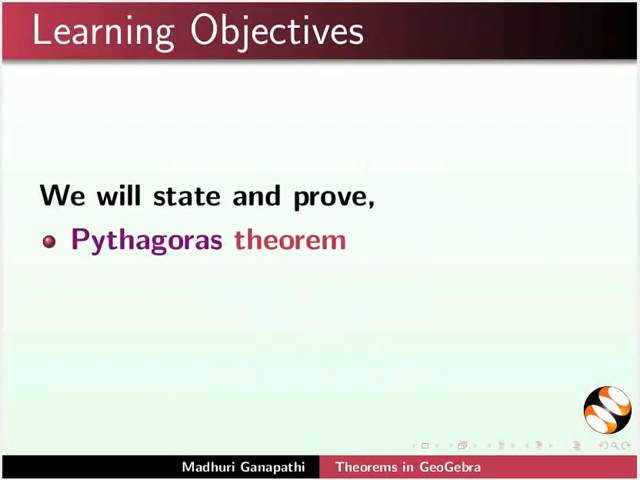 Learning Objectives
We will state and prove,
Pythagoras theorem
Madhuri Ganapathi Theorems in GeoGebra